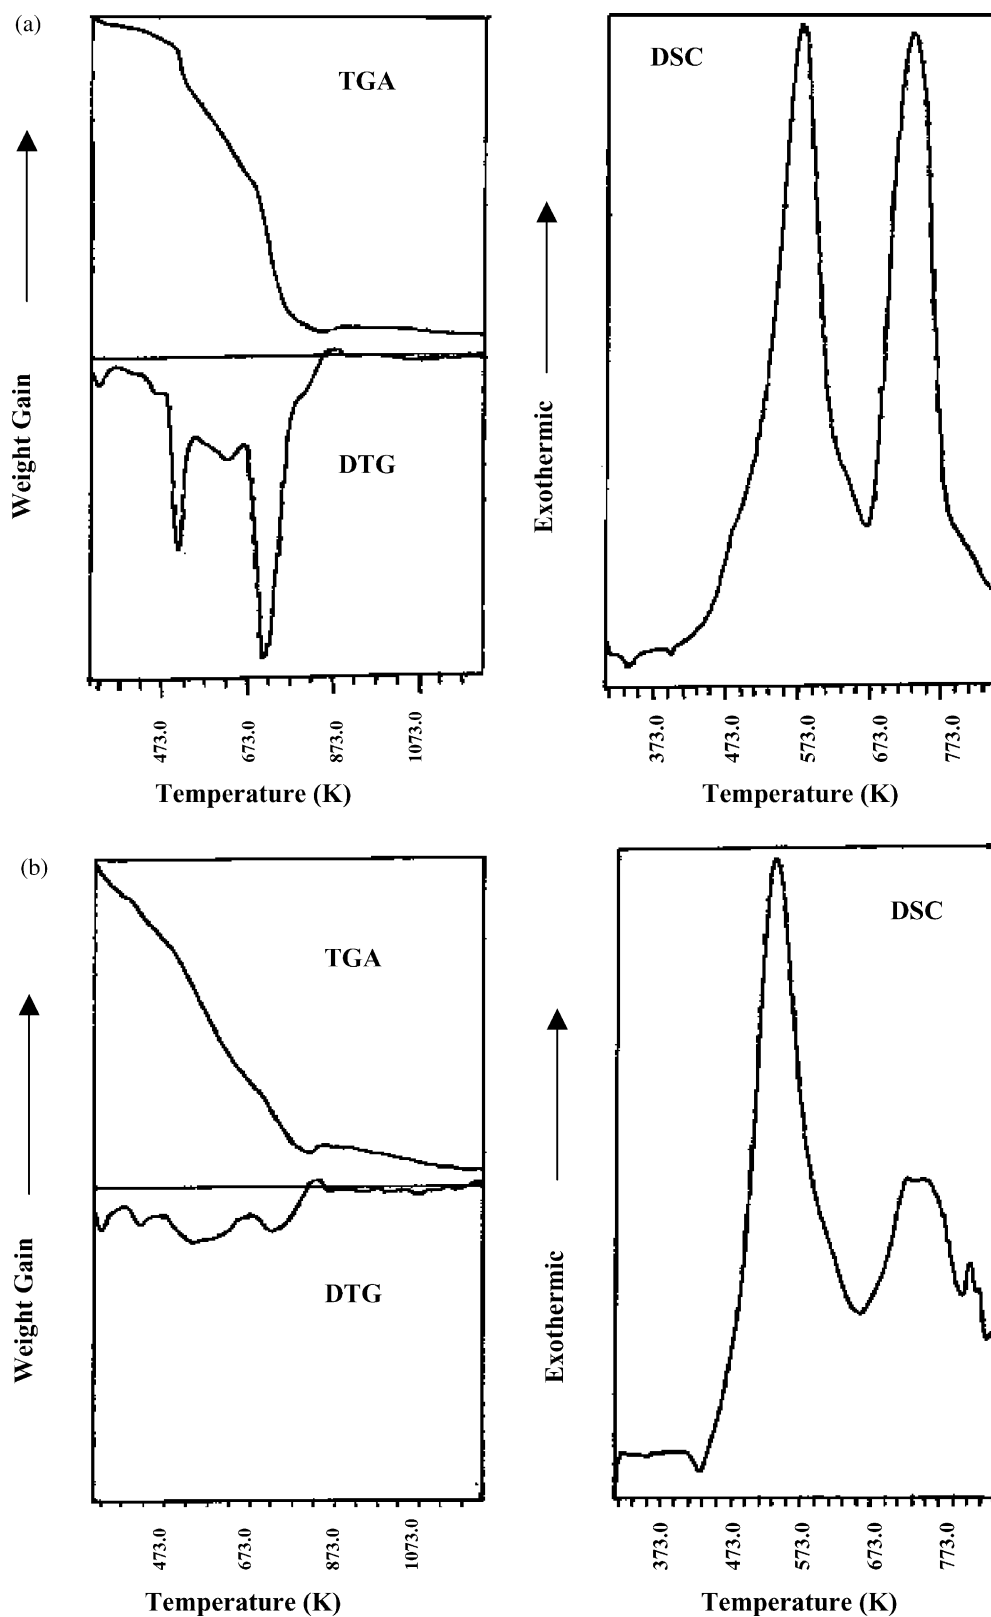 (a)
TGA
DTG
Weight Gain
473.0
673.0
873.0
1073.0
Temperature (K)
DSC
Exothermic
373.0
473.0
573.0
673.0
773.0
Temperature (K)
(b)
TGA
DTG
Weight Gain
473.0
673.0
873.0
1073.0
Temperature (K)
DSC
Exothermic
373.0
473.0
573.0
673.0
773.0
Temperature (K)